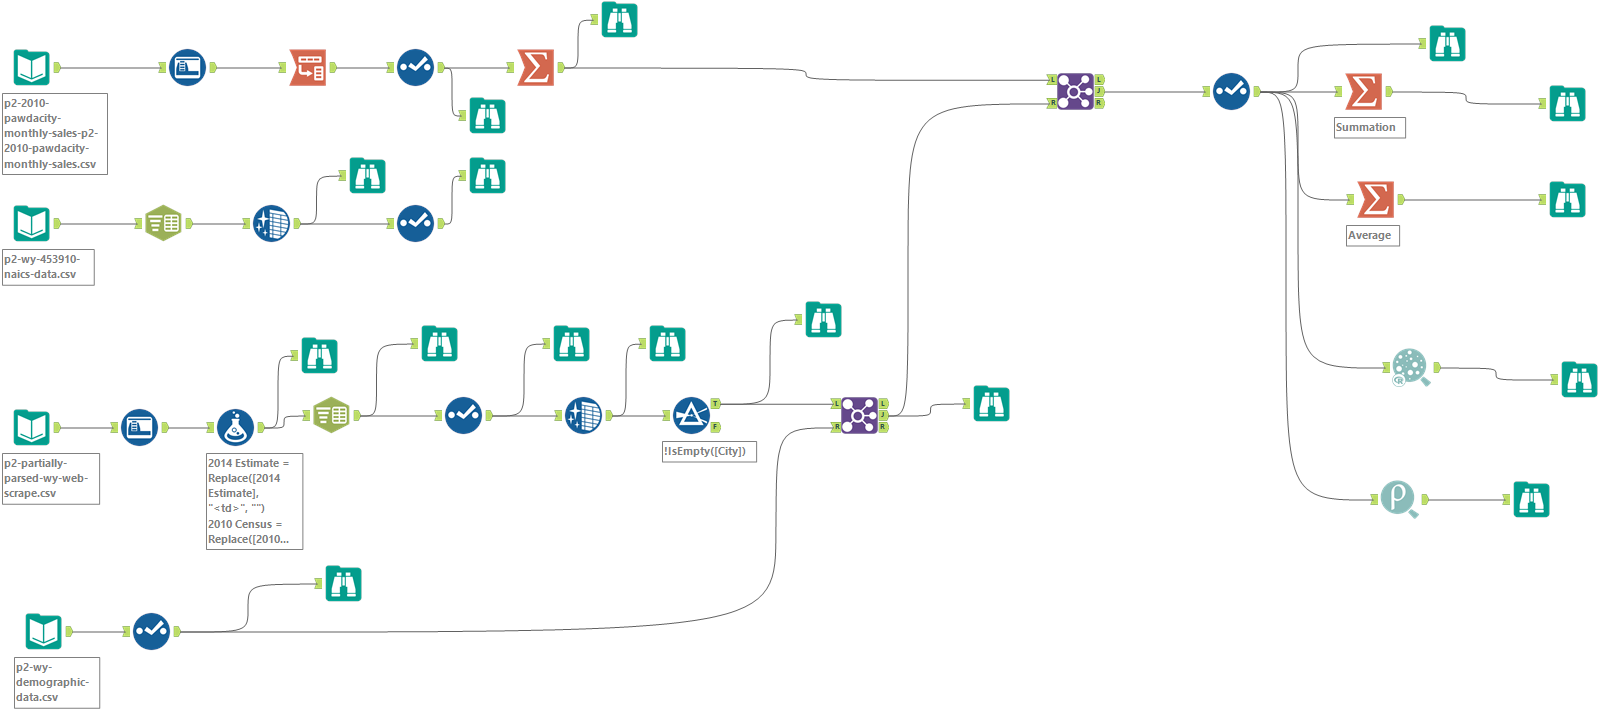 p2-2010-
pawdacity-
monthly-sales-p2-
2010-pawdacity-
monthly-sales.csv
L
R
L
J
R
Summation
p2-wy-453910-
naics-data.csv
Average
p2-partially-
parsed-wy-web-
scrape.csv
2014 Estimate =
Replace([2014
Estimate],
"<td>", "")
2010 Census =
Replace([2010...
T
F
!IsEmpty([City])
L
R
L
J
R
CR
ρ
p2-wy-
demographic-
data.csv